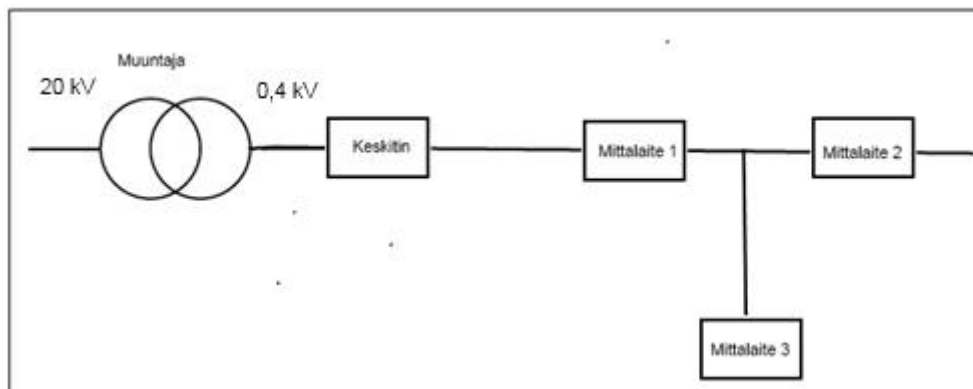 Muuntaja
20 kV
0,4 kV
Keskitin
Mittalaite 1
Mittalaite 2
Mittalaite 3